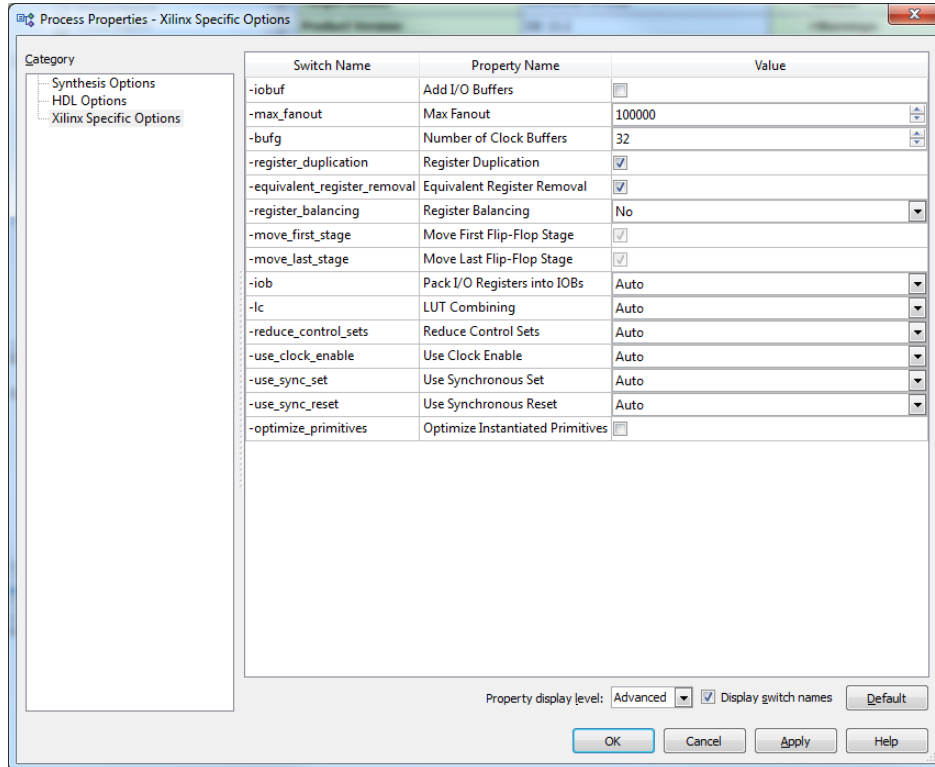 Process Properties - Xilinx Specific Options
Category
Synthesis Options
HDL Options
Xilinx Specific Options
Switch Name Property Name Value
-iobuf Add I/O Buffers
-max_fanout Max Fanout 100000
-bufg Number of Clock Buffers 32
-register_duplication Register Duplication
-equivalent_register_removal Equivalent Register Removal
-register_balancing Register Balancing No
-move_first_stage Move First Flip-Flop Stage
-move_last_stage Move Last Flip-Flop Stage
-iob Pack I/O Registers into IOBs Auto
-lc LUT Combining Auto
-reduce_control_sets Reduce Control Sets Auto
-use_clock_enable Use Clock Enable Auto
-use_sync_set Use Synchronous Set Auto
-use_sync_reset Use Synchronous Reset Auto
-optimize_primitives Optimize Instantiated Primitives
Property display level: Advanced Display switch names Default
OK Cancel Apply Help